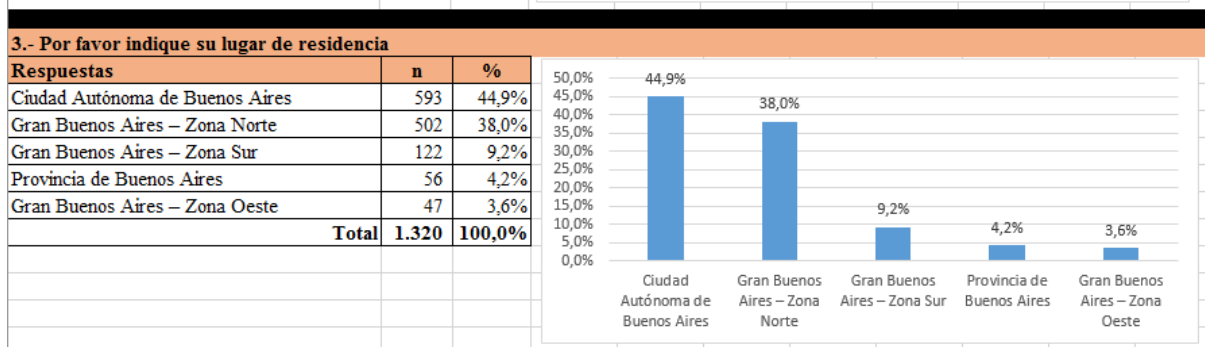 3.- Por favor indique su lugar de residencia
Respuestas n %
Ciudad Autónoma de Buenos Aires 593 44,9%
Gran Buenos Aires – Zona Norte 502 38,0%
Gran Buenos Aires – Zona Sur 122 9,2%
Provincia de Buenos Aires 56 4,2%
Gran Buenos Aires – Zona Oeste 47 3,6%
Total 1.320 100,0%
50,0%
45,0%
40,0%
35,0%
30,0%
25,0%
20,0%
15,0%
10,0%
5,0%
0,0%
44,9%
38,0%
9,2%
4,2%
3,6%
Ciudad
Autónoma de
Buenos Aires
Gran Buenos
Aires – Zona
Norte
Gran Buenos
Aires – Zona Sur
Provincia de
Buenos Aires
Gran Buenos
Aires – Zona
Oeste